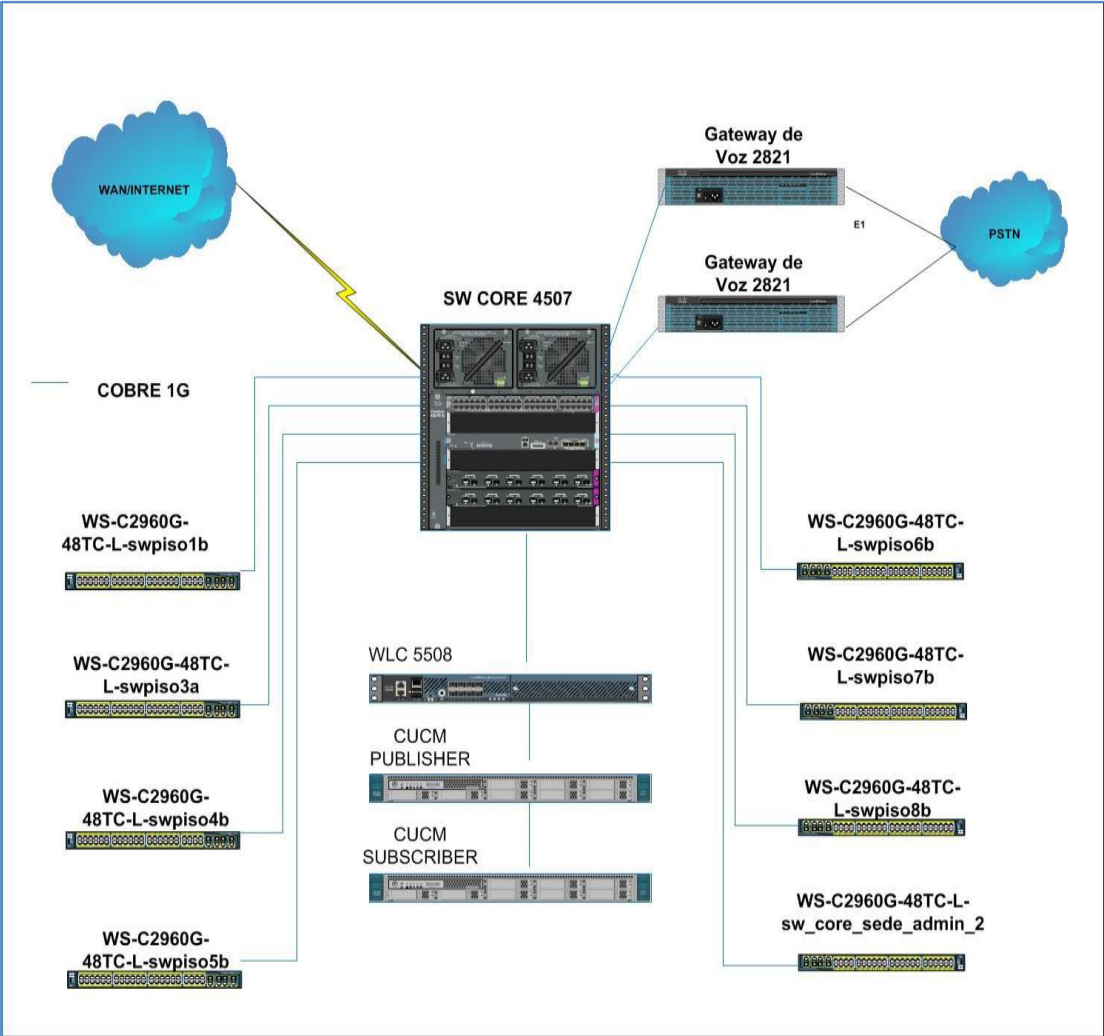 Gateway de
Voz 2821
WAN/INTERNET
E1
PSTN
Gateway de
Voz 2821
SW CORE 4507
COBRE 1G
WS-C2960G-
48TC-L-swpiso1b
WS-C2960G-48TC-
L-swpiso6b
WLC 5508
WS-C2960G-48TC-
L-swpiso3a
WS-C2960G-48TC-
L-swpiso7b
CUCM
PUBLISHER
WS-C2960G-
48TC-L-swpiso4b
WS-C2960G-48TC-
L-swpiso8b
CUCM
SUBSCRIBER
WS-C2960G-48TC-L-
sw_core_sede_admin_2
WS-C2960G-
48TC-L-swpiso5b